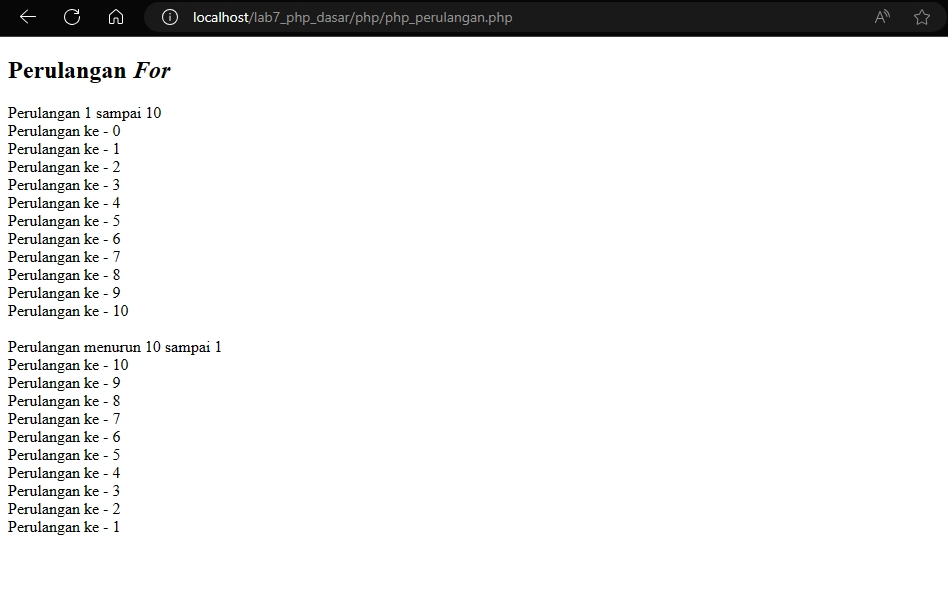 localhost/lab7_php_dasar/php/php_perulangan.php
Perulangan For
Perulangan 1 sampai 10
Perulangan ke - 0
Perulangan ke - 1
Perulangan ke - 2
Perulangan ke - 3
Perulangan ke - 4
Perulangan ke - 5
Perulangan ke - 6
Perulangan ke - 7
Perulangan ke - 8
Perulangan ke - 9
Perulangan ke - 10
Perulangan menurun 10 sampai 1
Perulangan ke - 10
Perulangan ke - 9
Perulangan ke - 8
Perulangan ke - 7
Perulangan ke - 6
Perulangan ke - 5
Perulangan ke - 4
Perulangan ke - 3
Perulangan ke - 2
Perulangan ke - 1